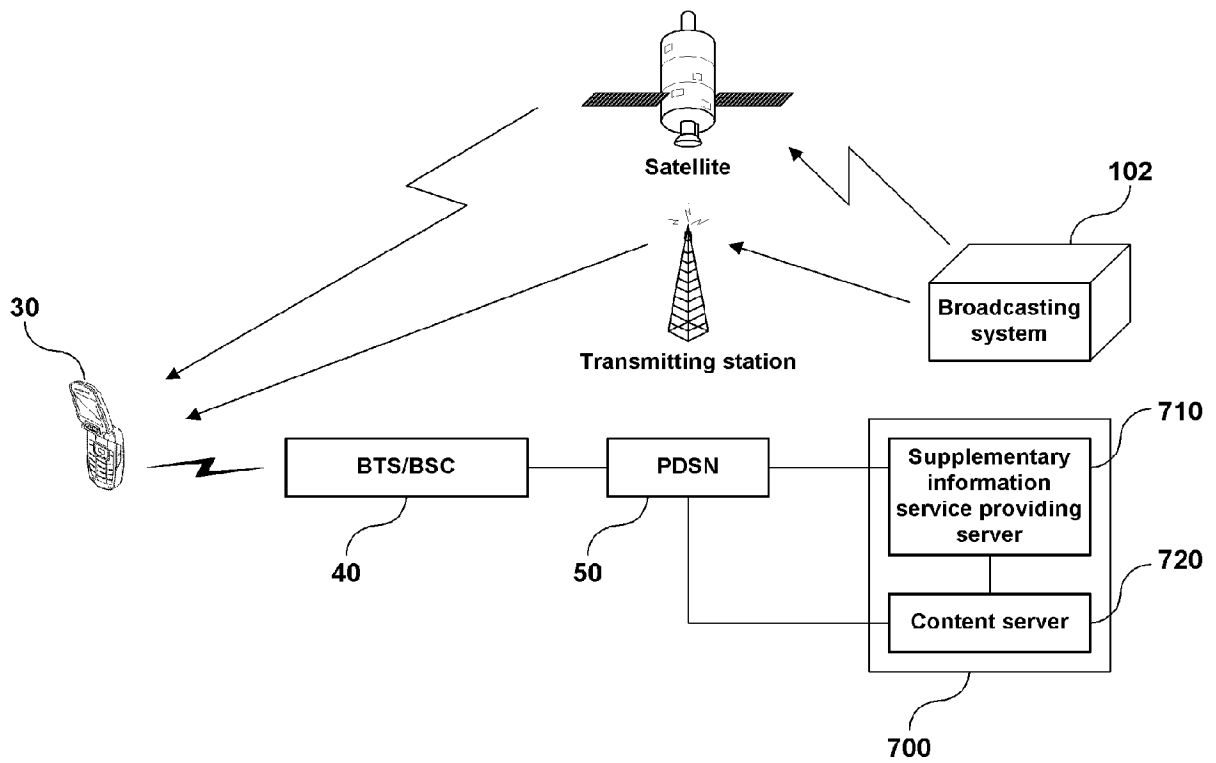 Satellite
102
Broadcasting
system
Transmitting station
30
BTS/BSC
PDSN
710
Supplementary
information
service providing
server
40
50
720
Content server
700